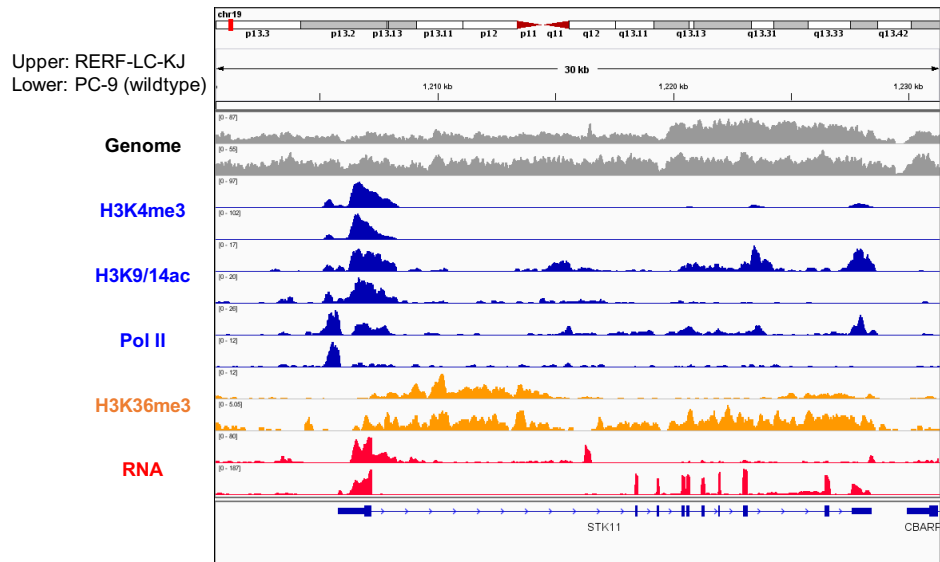 chr19
p13.3 p13.2 p13.13 p13.11 p12 p11 q11 q12 q13.11 q13.13 q13.31 q13.33 q13.42
Upper: RERF-LC-KJ
Lower: PC-9 (wildtype)
30 kb
1,210 kb 1,220 kb 1,230 kb
Genome
[0 - 87]
[0 - 55]
H3K4me3
[0 - 97]
[0 - 102]
H3K9/14ac
[0 - 17]
[0 - 20]
Pol II
[0 - 26]
[0 - 12]
H3K36me3
[0 - 12]
[0 - 5.05]
RNA
[0 - 80]
[0 - 187]
STK11